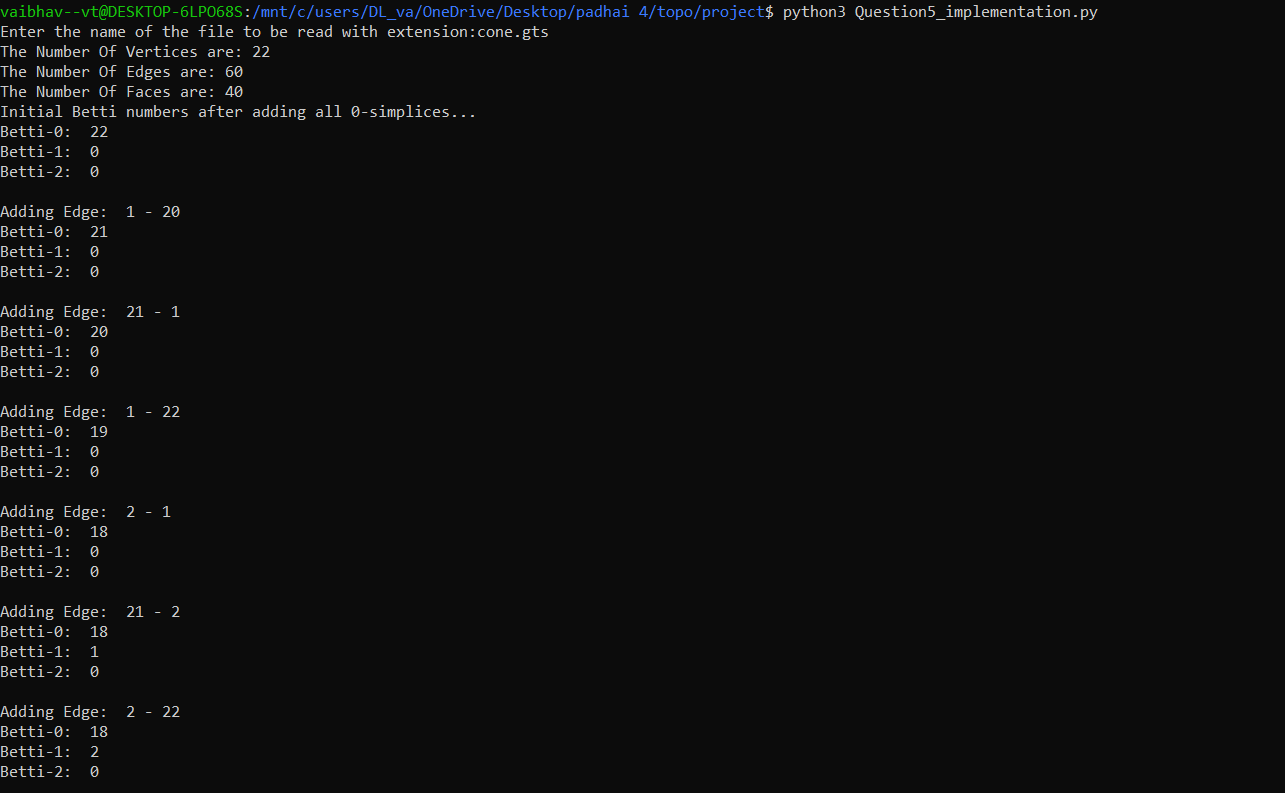 vaibhav--vt@DESKTOP-6LPO68S:/mnt/c/users/DL_va/OneDrive/Desktop/padhai 4/topo/project$ python3 Question5_implementation.py
Enter the name of the file to be read with extension:cone.gts
The Number Of Vertices are: 22
The Number Of Edges are: 60
The Number Of Faces are: 40
Initial Betti numbers after adding all 0-simplices...
Betti-0:  22
Betti-1:  0
Betti-2:  0

Adding Edge:  1 - 20
Betti-0:  21
Betti-1:  0
Betti-2:  0

Adding Edge:  21 - 1
Betti-0:  20
Betti-1:  0
Betti-2:  0

Adding Edge:  1 - 22
Betti-0:  19
Betti-1:  0
Betti-2:  0

Adding Edge:  2 - 1
Betti-0:  18
Betti-1:  0
Betti-2:  0

Adding Edge:  21 - 2
Betti-0:  18
Betti-1:  1
Betti-2:  0

Adding Edge:  2 - 22
Betti-0:  18
Betti-1:  2
Betti-2:  0